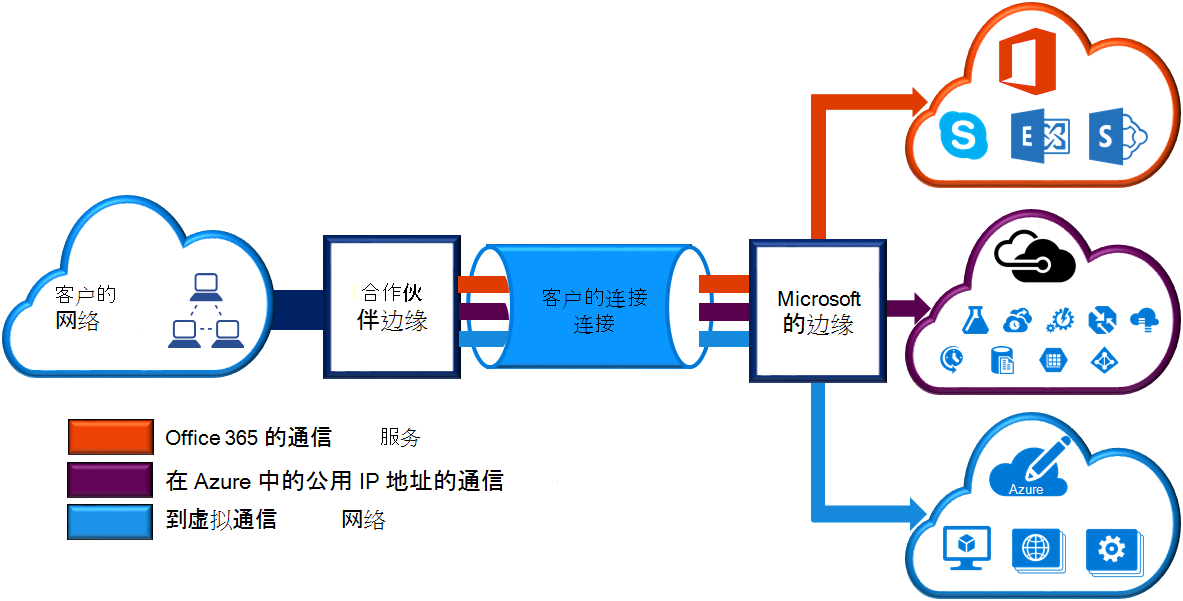 客户的
网络
合作伙
伴边缘
客户的连接
连接
Microsoft
的边缘
S
E
S
Azure
Office 365 的通信 服务
在 Azure 中的公用 IP 地址的通信
到虚拟通信 网络